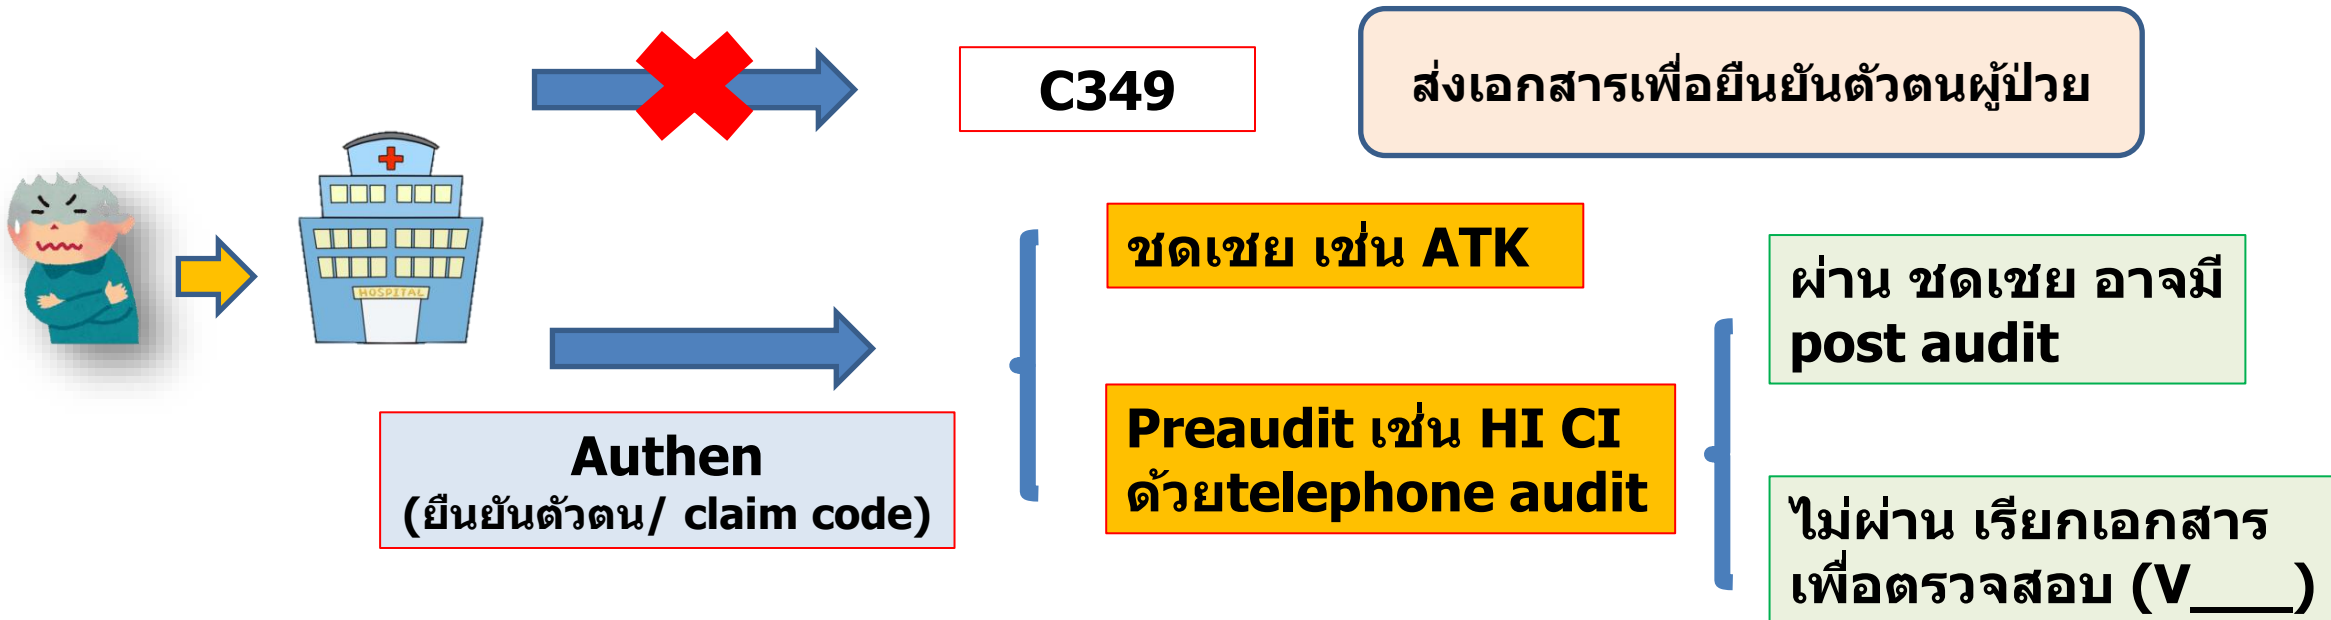 C349
ส่งเอกสารเพื่อยืนยันตัวตนผู้ป่วย
HOSPITAL
Authen
(ยืนยันตัวตน/ claim code)
ชดเชย เช่น ATK
Preaudit เช่น HI CI
ด้วยtelephone audit
ผ่าน ชดเชย อาจมี
post audit
ไม่ผ่าน เรียกเอกสาร
เพื่อตรวจสอบ (V____)